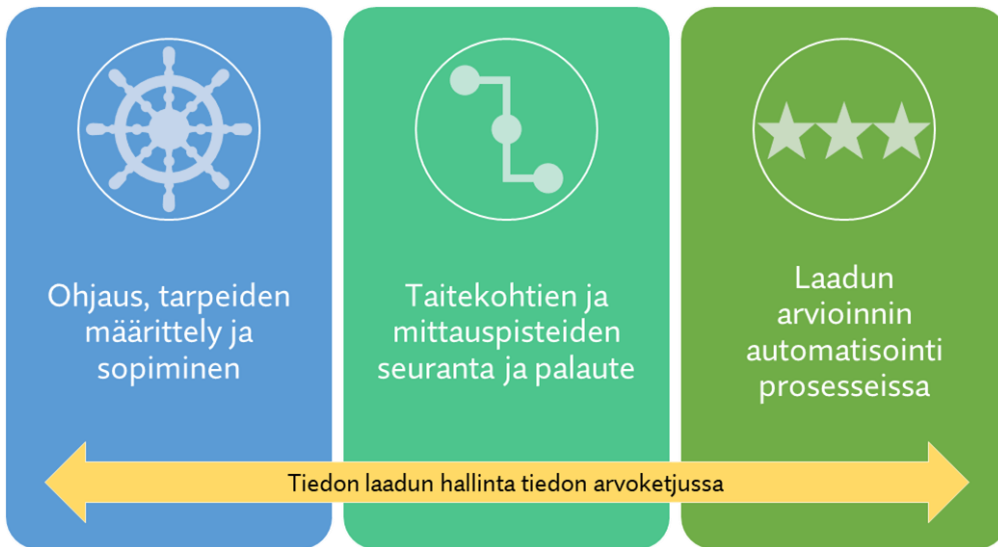 Ohjaus, tarpeiden
määrittely ja
sopiminen
Taitekohtien ja
mittauspisteiden
seuranta ja palaute
Laadun
arvioinnin
automatisointi
prosesseissa
Tiedon laadun hallinta tiedon arvoketjussa